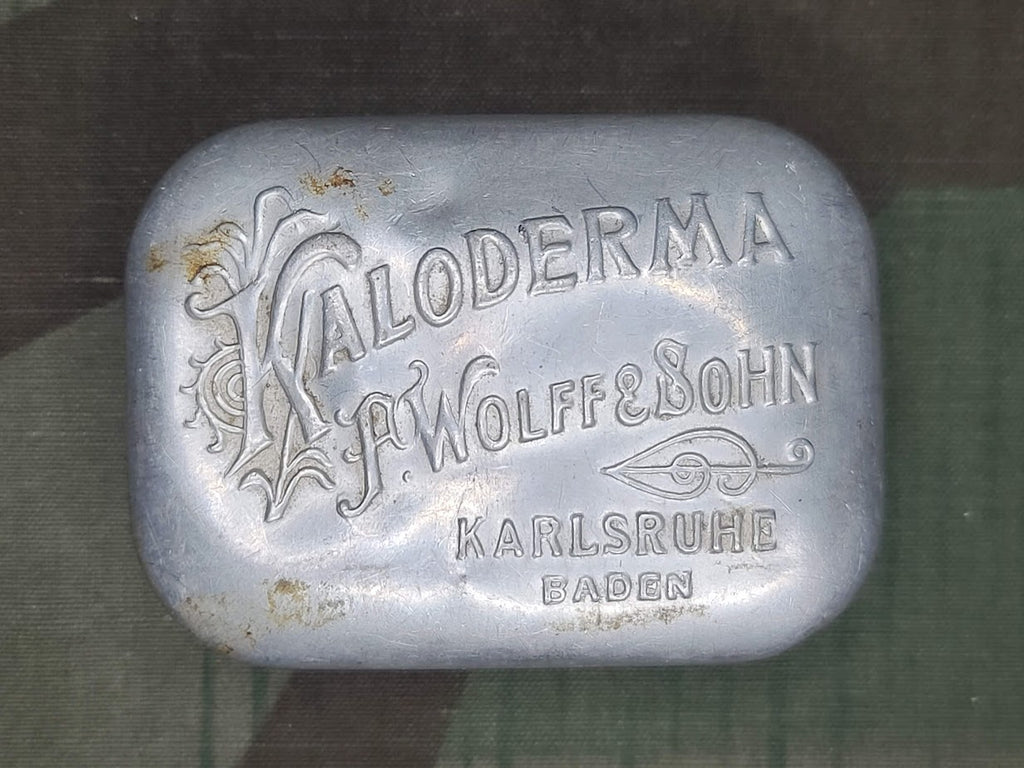 KALODERMA
F. WOLFF & SOHN
KARLSRUHE
BADEN